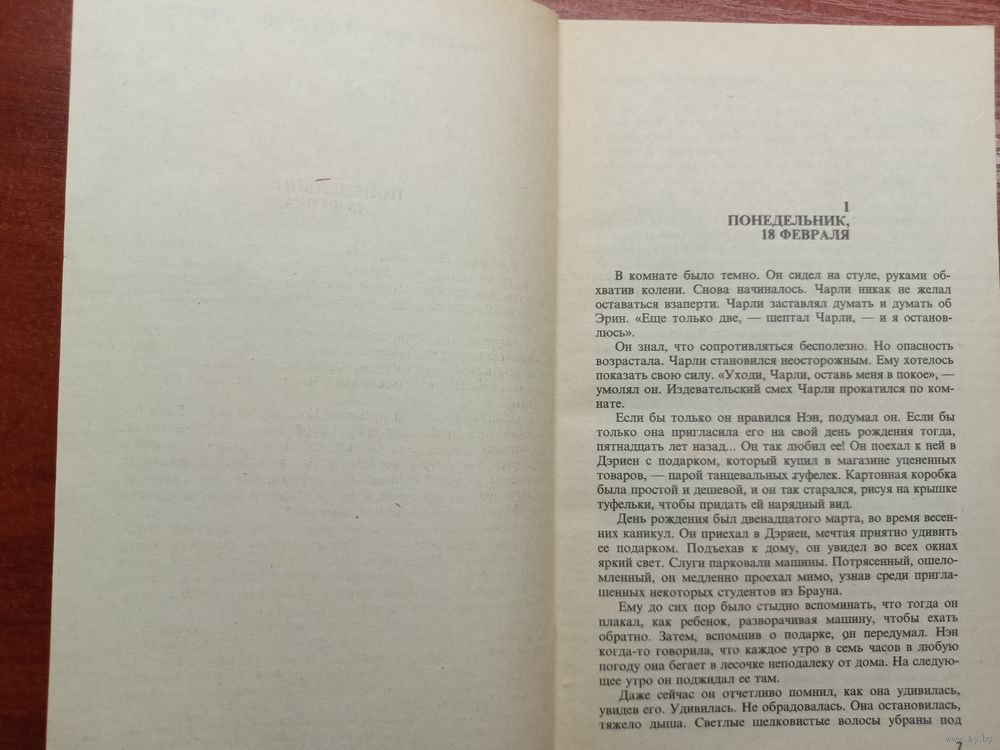 I
ПОНЕДЕЛЬНИК,
18 ФЕВРАЛЯ
В комнате было темно. Он сидел на стуле, руками об-
хватив колени. Снова начиналось. Чарли никак не желал
оставаться взаперти. Чарли заставлял думать и думать об
Эрин. «Еще только две, — шептал Чарли, — и я останов-
люсь».
Он знал, что сопротивляться бесполезно. Но опасность
возрастала. Чарли становился неосторожным. Ему хотелось
показать свою силу. «Уходи, Чарли, оставь меня в покое», —
умолял он. Издевательский смех Чарли прокатился по ком-
нате.
Если бы только он нравился Нэн, подумал он. Если бы
только она пригласила его на свой день рождения тогда,
пятнадцать лет назад... Он так любил ее! Он поехал к ней в
Дэриен с подарком, который купил в магазине уцененных
товаров, — парой танцевальных туфелек. Картонная коробка
была простой и дешевой, и он так старался, рисуя на крышке
туфельки, чтобы придать ей нарядный вид.
День рождения был двенадцатого марта, во время весен-
них каникул. Он приехал в Дэриен, мечтая приятно удивить
ее подарком. Подъехав к дому, он увидел во всех окнах
яркий свет. Слуги парковали машины. Потрясенный, ошело-
мленный, он медленно проехал мимо, узнав среди пригла-
шенных некоторых студентов из Брауна.
Ему до сих пор было стыдно вспоминать, что тогда он
плакал, как ребенок, разворачивая машину, чтобы ехать
обратно. Затем, вспомнив о подарке, он передумал. Нэн
когда-то говорила, что каждое утро в семь часов в любую
погоду она бегает в лесочке неподалеку от дома. На следую-
щее утро он поджидал ее там.
Даже сейчас он отчетливо помнил, как она удивилась,
увидев его. Удивилась. Не обрадовалась. Она остановилась,
тяжело дыша. Светлые шелковистые волосы убраны под
7
www.ay.by